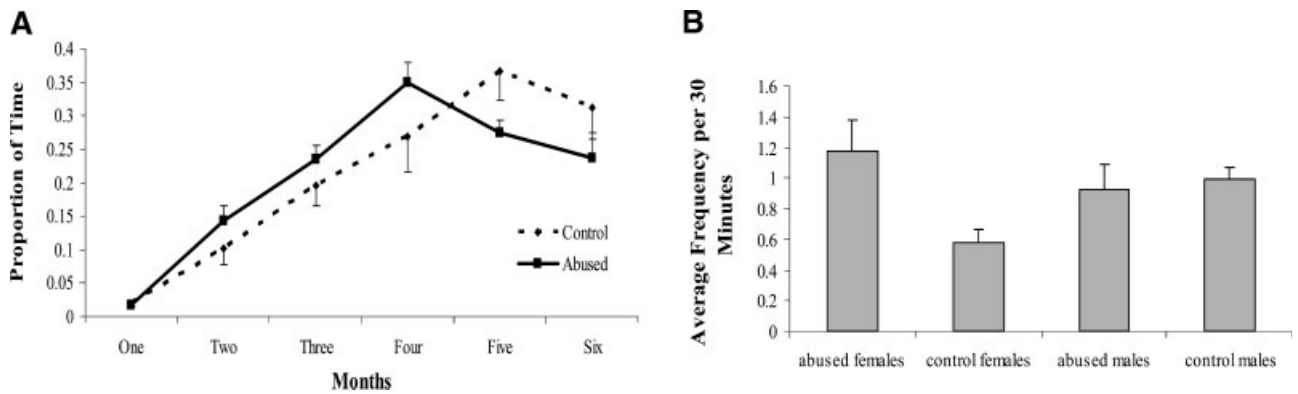 A
Proportion of Time
0.4
0.35
0.3
0.25
0.2
0.15
0.1
0.05
0
Control
Abused
One Two Three Four Five Six
Months
B
Average Frequency per 30
Minutes
1.6
1.4
1.2
1
0.8
0.6
0.4
0.2
0
abused females control females abused males control males